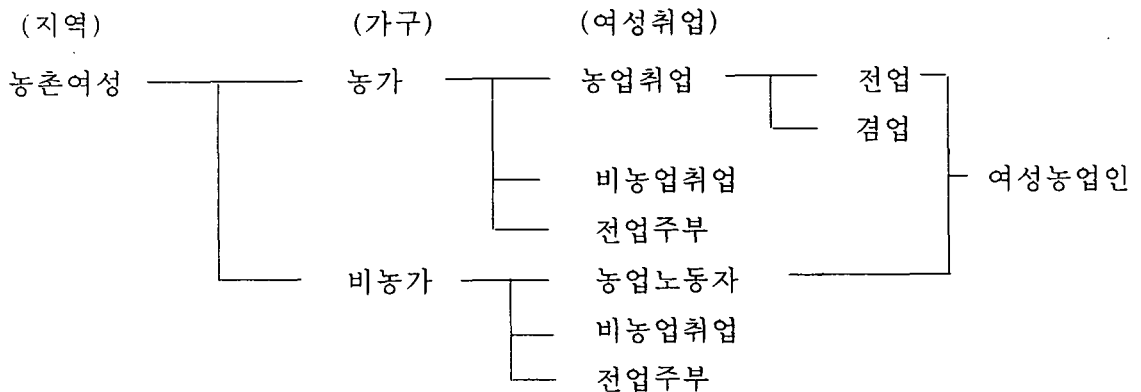 (지역) (가구) (여성취업)
농촌여성 농가 농업취업 전업
겸업
비농업취업 여성농업인
전업주부
비농가 농업노동자
비농업취업
전업주부